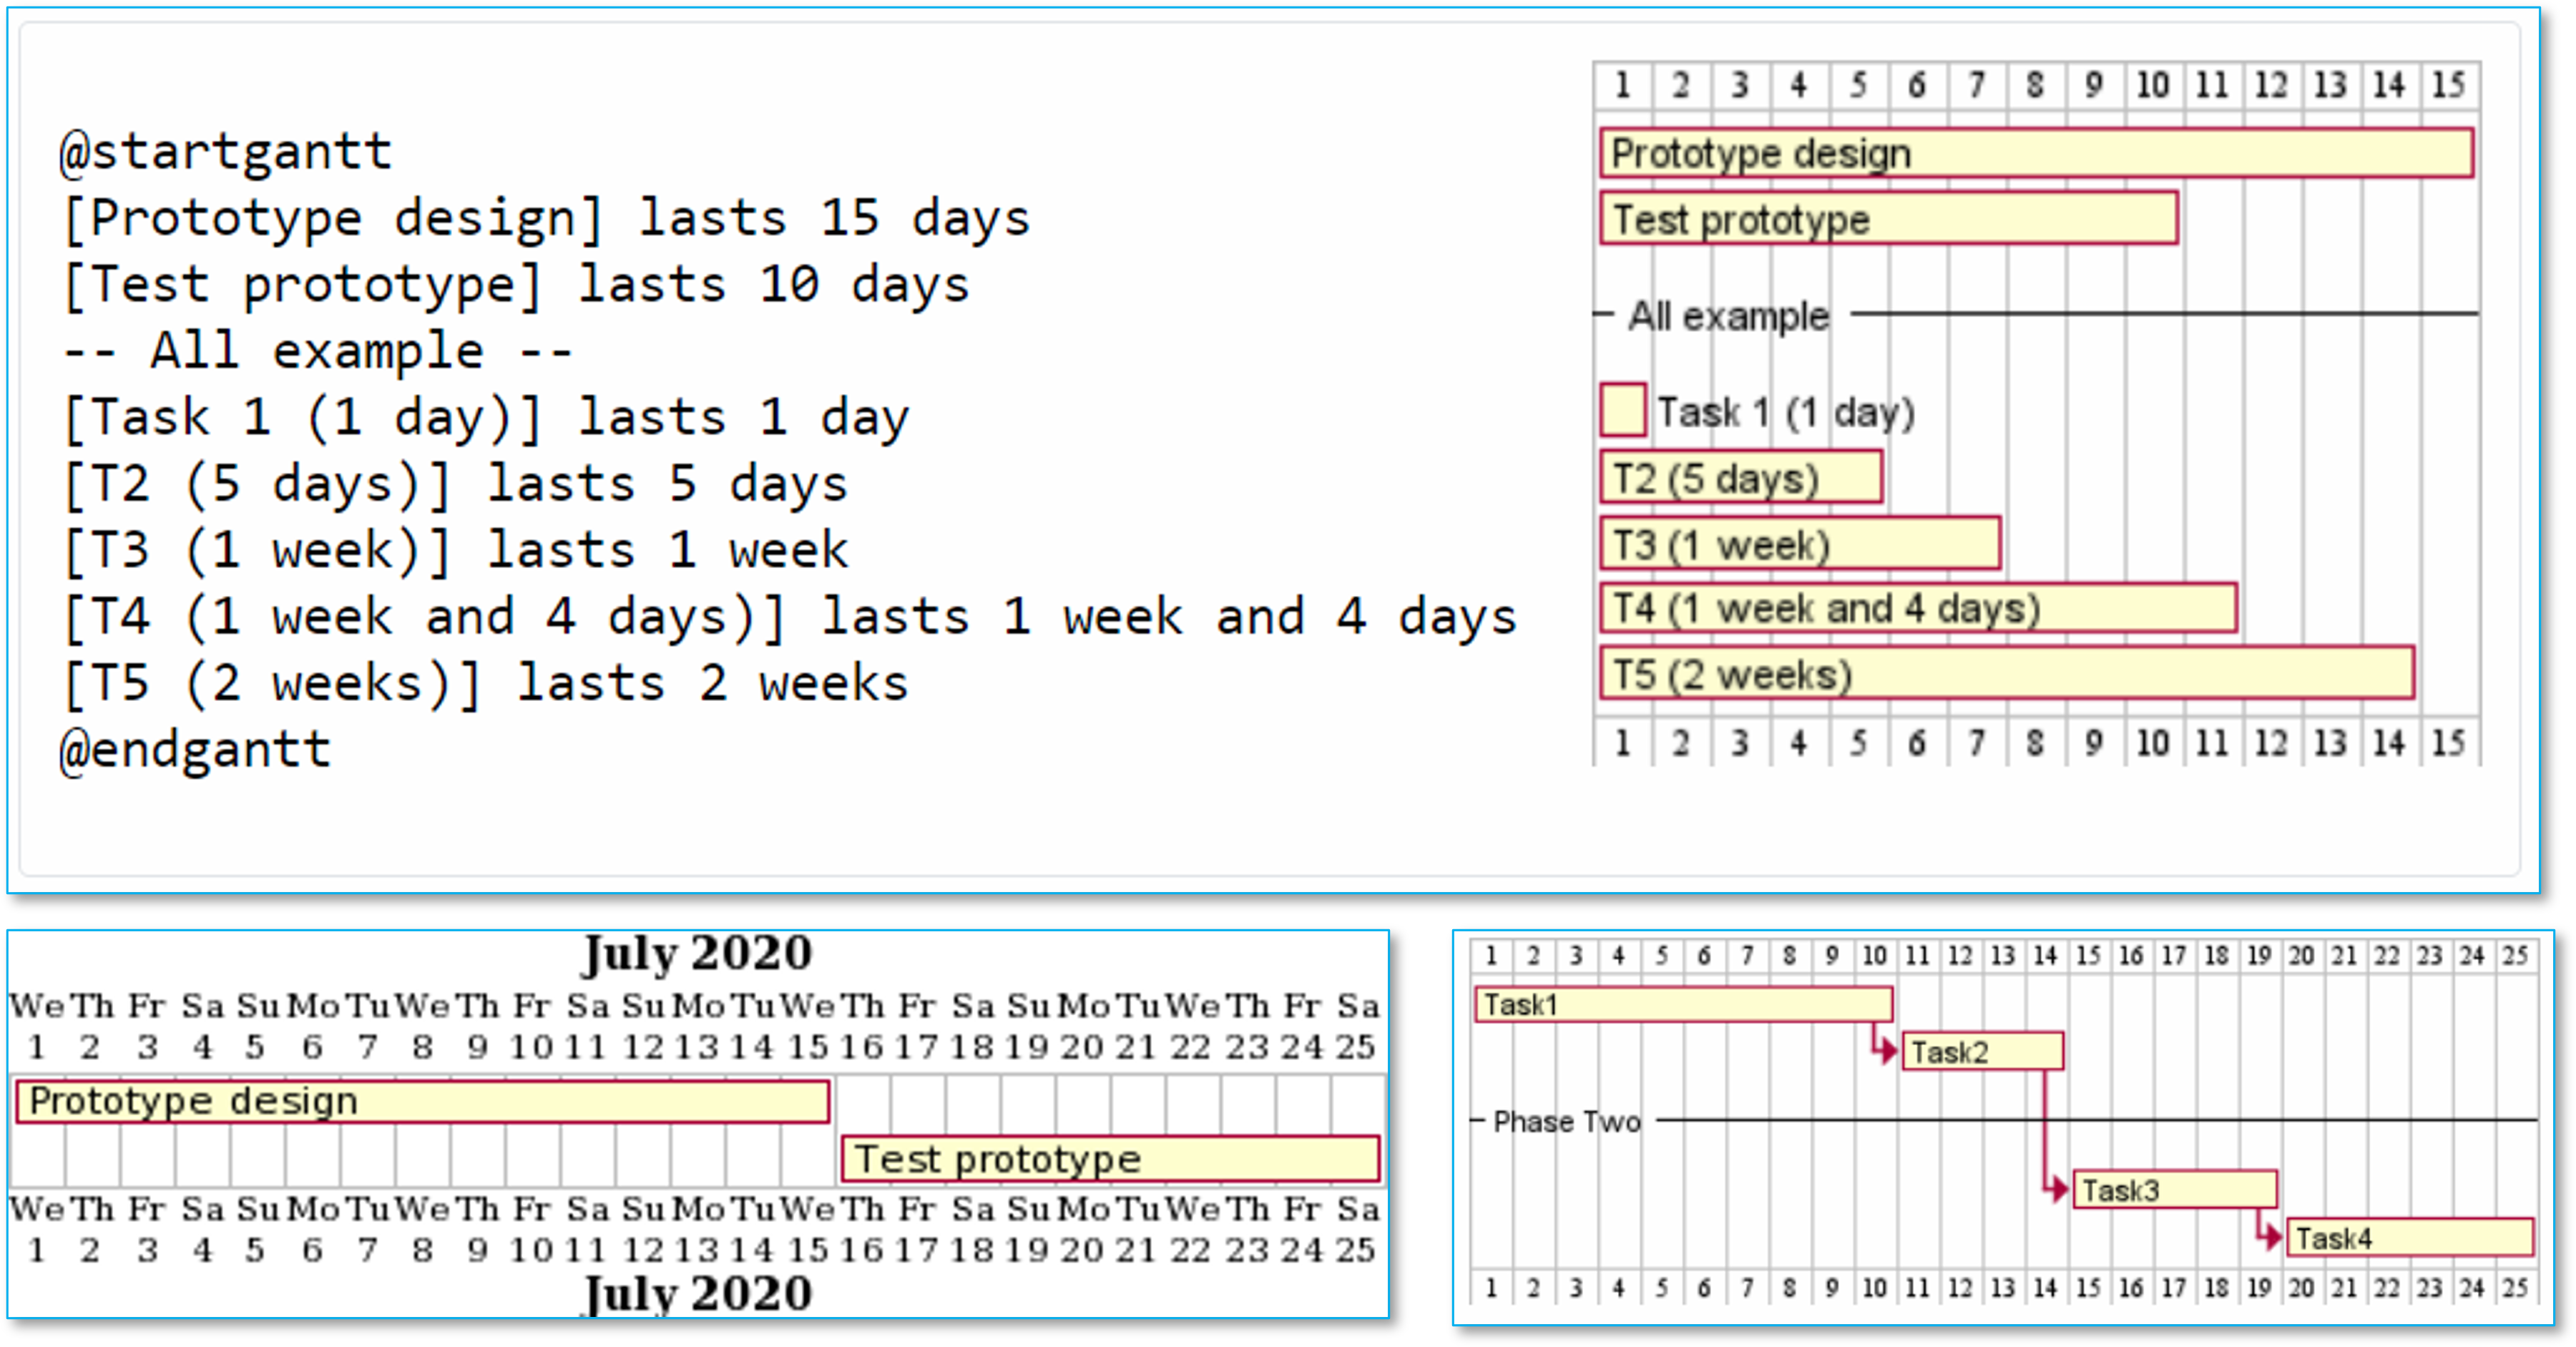 @startgantt
[Prototype design] lasts 15 days
[Test prototype] lasts 10 days
-- All example --
[Task 1 (1 day)] lasts 1 day
[T2 (5 days)] lasts 5 days
[T3 (1 week)] lasts 1 week
[T4 (1 week and 4 days)] lasts 1 week and 4 days
[T5 (2 weeks)] lasts 2 weeks
@endgantt
1 2 3 4 5 6 7 8 9 10 11 12 13 14 15
Prototype design
Test prototype
All example
Task 1 (1 day)
T2 (5 days)
T3 (1 week)
T4 (1 week and 4 days)
T5 (2 weeks)
1 2 3 4 5 6 7 8 9 10 11 12 13 14 15
July 2020
We Th Fr Sa Su Mo Tu We Th Fr Sa Su Mo Tu We Th Fr Sa Su Mo Tu We Th Fr Sa
1 2 3 4 5 6 7 8 9 10 11 12 13 14 15 16 17 18 19 20 21 22 23 24 25
Prototype design
Test prototype
We Th Fr Sa Su Mo Tu We Th Fr Sa Su Mo Tu We Th Fr Sa Su Mo Tu We Th Fr Sa
1 2 3 4 5 6 7 8 9 10 11 12 13 14 15 16 17 18 19 20 21 22 23 24 25
July 2020
1 2 3 4 5 6 7 8 9 10 11 12 13 14 15 16 17 18 19 20 21 22 23 24 25
Task1
Task2
Phase Two
Task3
Task4
1 2 3 4 5 6 7 8 9 10 11 12 13 14 15 16 17 18 19 20 21 22 23 24 25